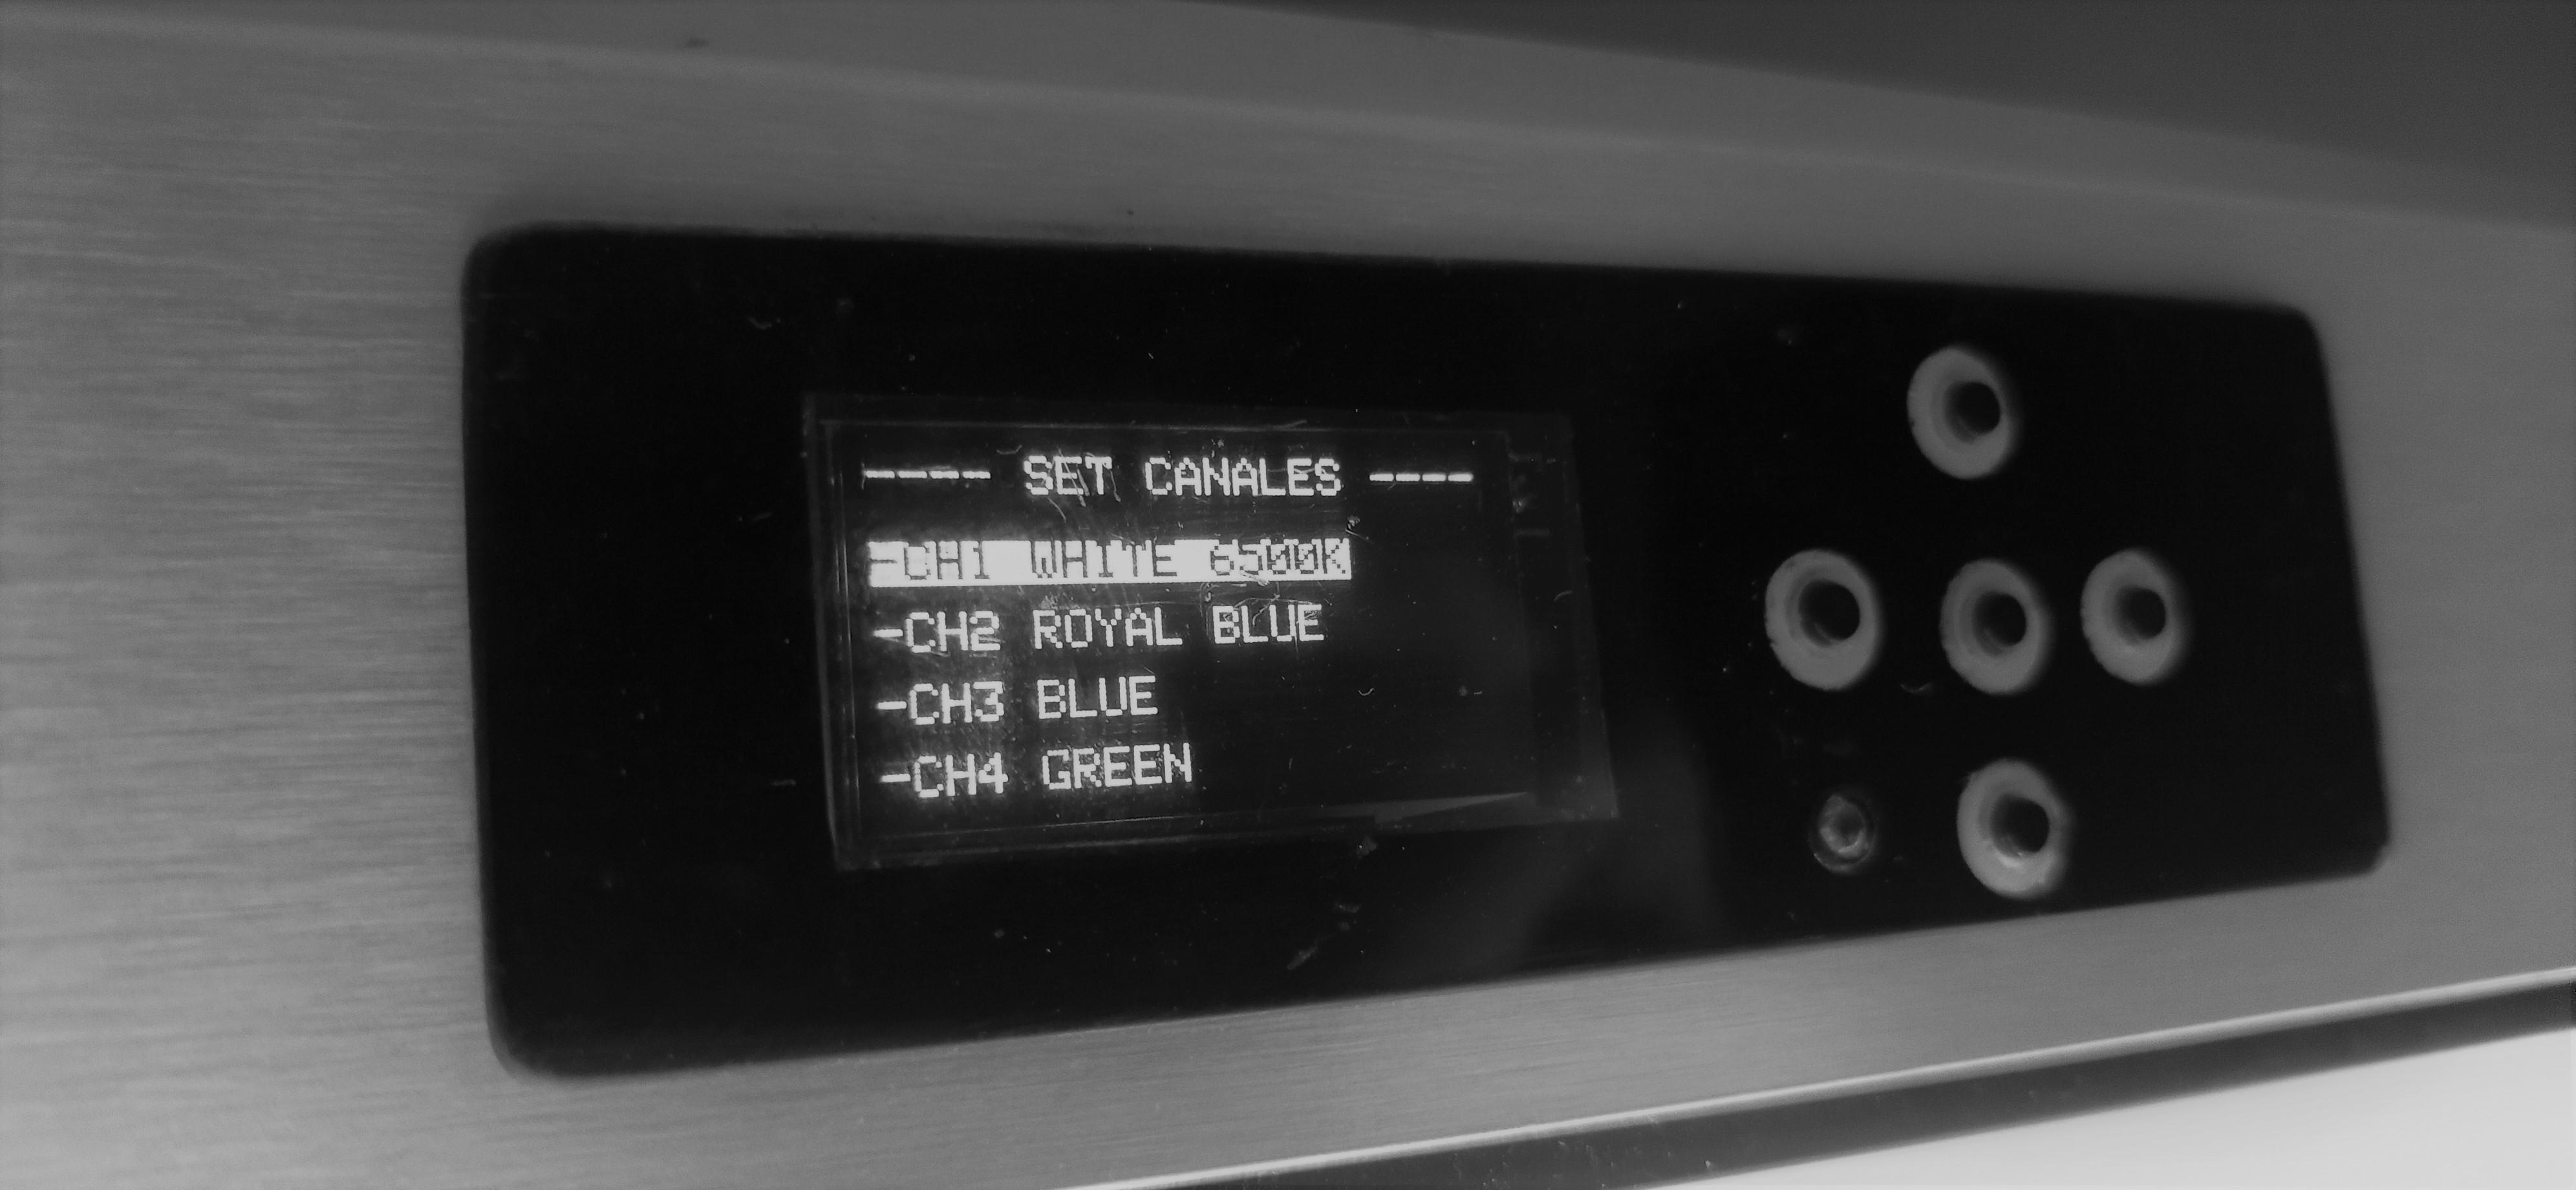 ---- SET CANALES ----
-CH1 WHITE 6500K
-CH2 ROYAL BLUE
-CH3 BLUE
-CH4 GREEN